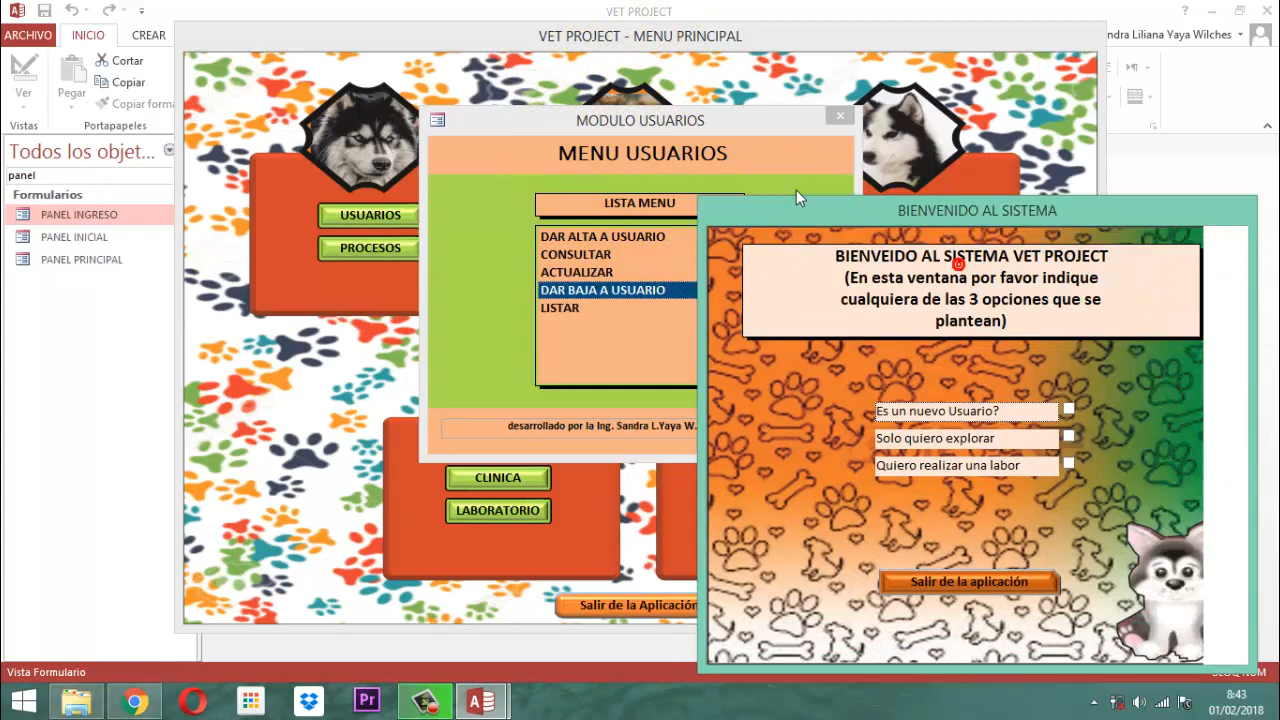 VET PROJECT
ARCHIVO
INICIO
CREAR
ndra Liliana Yaya Wilches
Ver
Pegar
Cortar
Copiar
Copiar forma
Vistas
Portapapeles
Todos los objet...
panel
Formularios
PANEL INGRESO
PANEL INICIAL
PANEL PRINCIPAL
VET PROJECT - MENU PRINCIPAL
USUARIOS
PROCESOS
CLINICA
LABORATORIO
Salir de la Aplicación
MODULO USUARIOS
MENU USUARIOS
LISTA MENU
DAR ALTA A USUARIO
CONSULTAR
ACTUALIZAR
DAR BAJA A USUARIO
LISTAR
desarrollado por la Ing. Sandra L.Yaya W.
BIENVENIDO AL SISTEMA
BIENVEIDO AL SISTEMA VET PROJECT
(En esta ventana por favor indique
cualquiera de las 3 opciones que se
plantean)
Es un nuevo Usuario?
Solo quiero explorar
Quiero realizar una labor
Salir de la aplicación
Vista Formulario
BLOQ NUM
Pr
8:43
01/02/2018